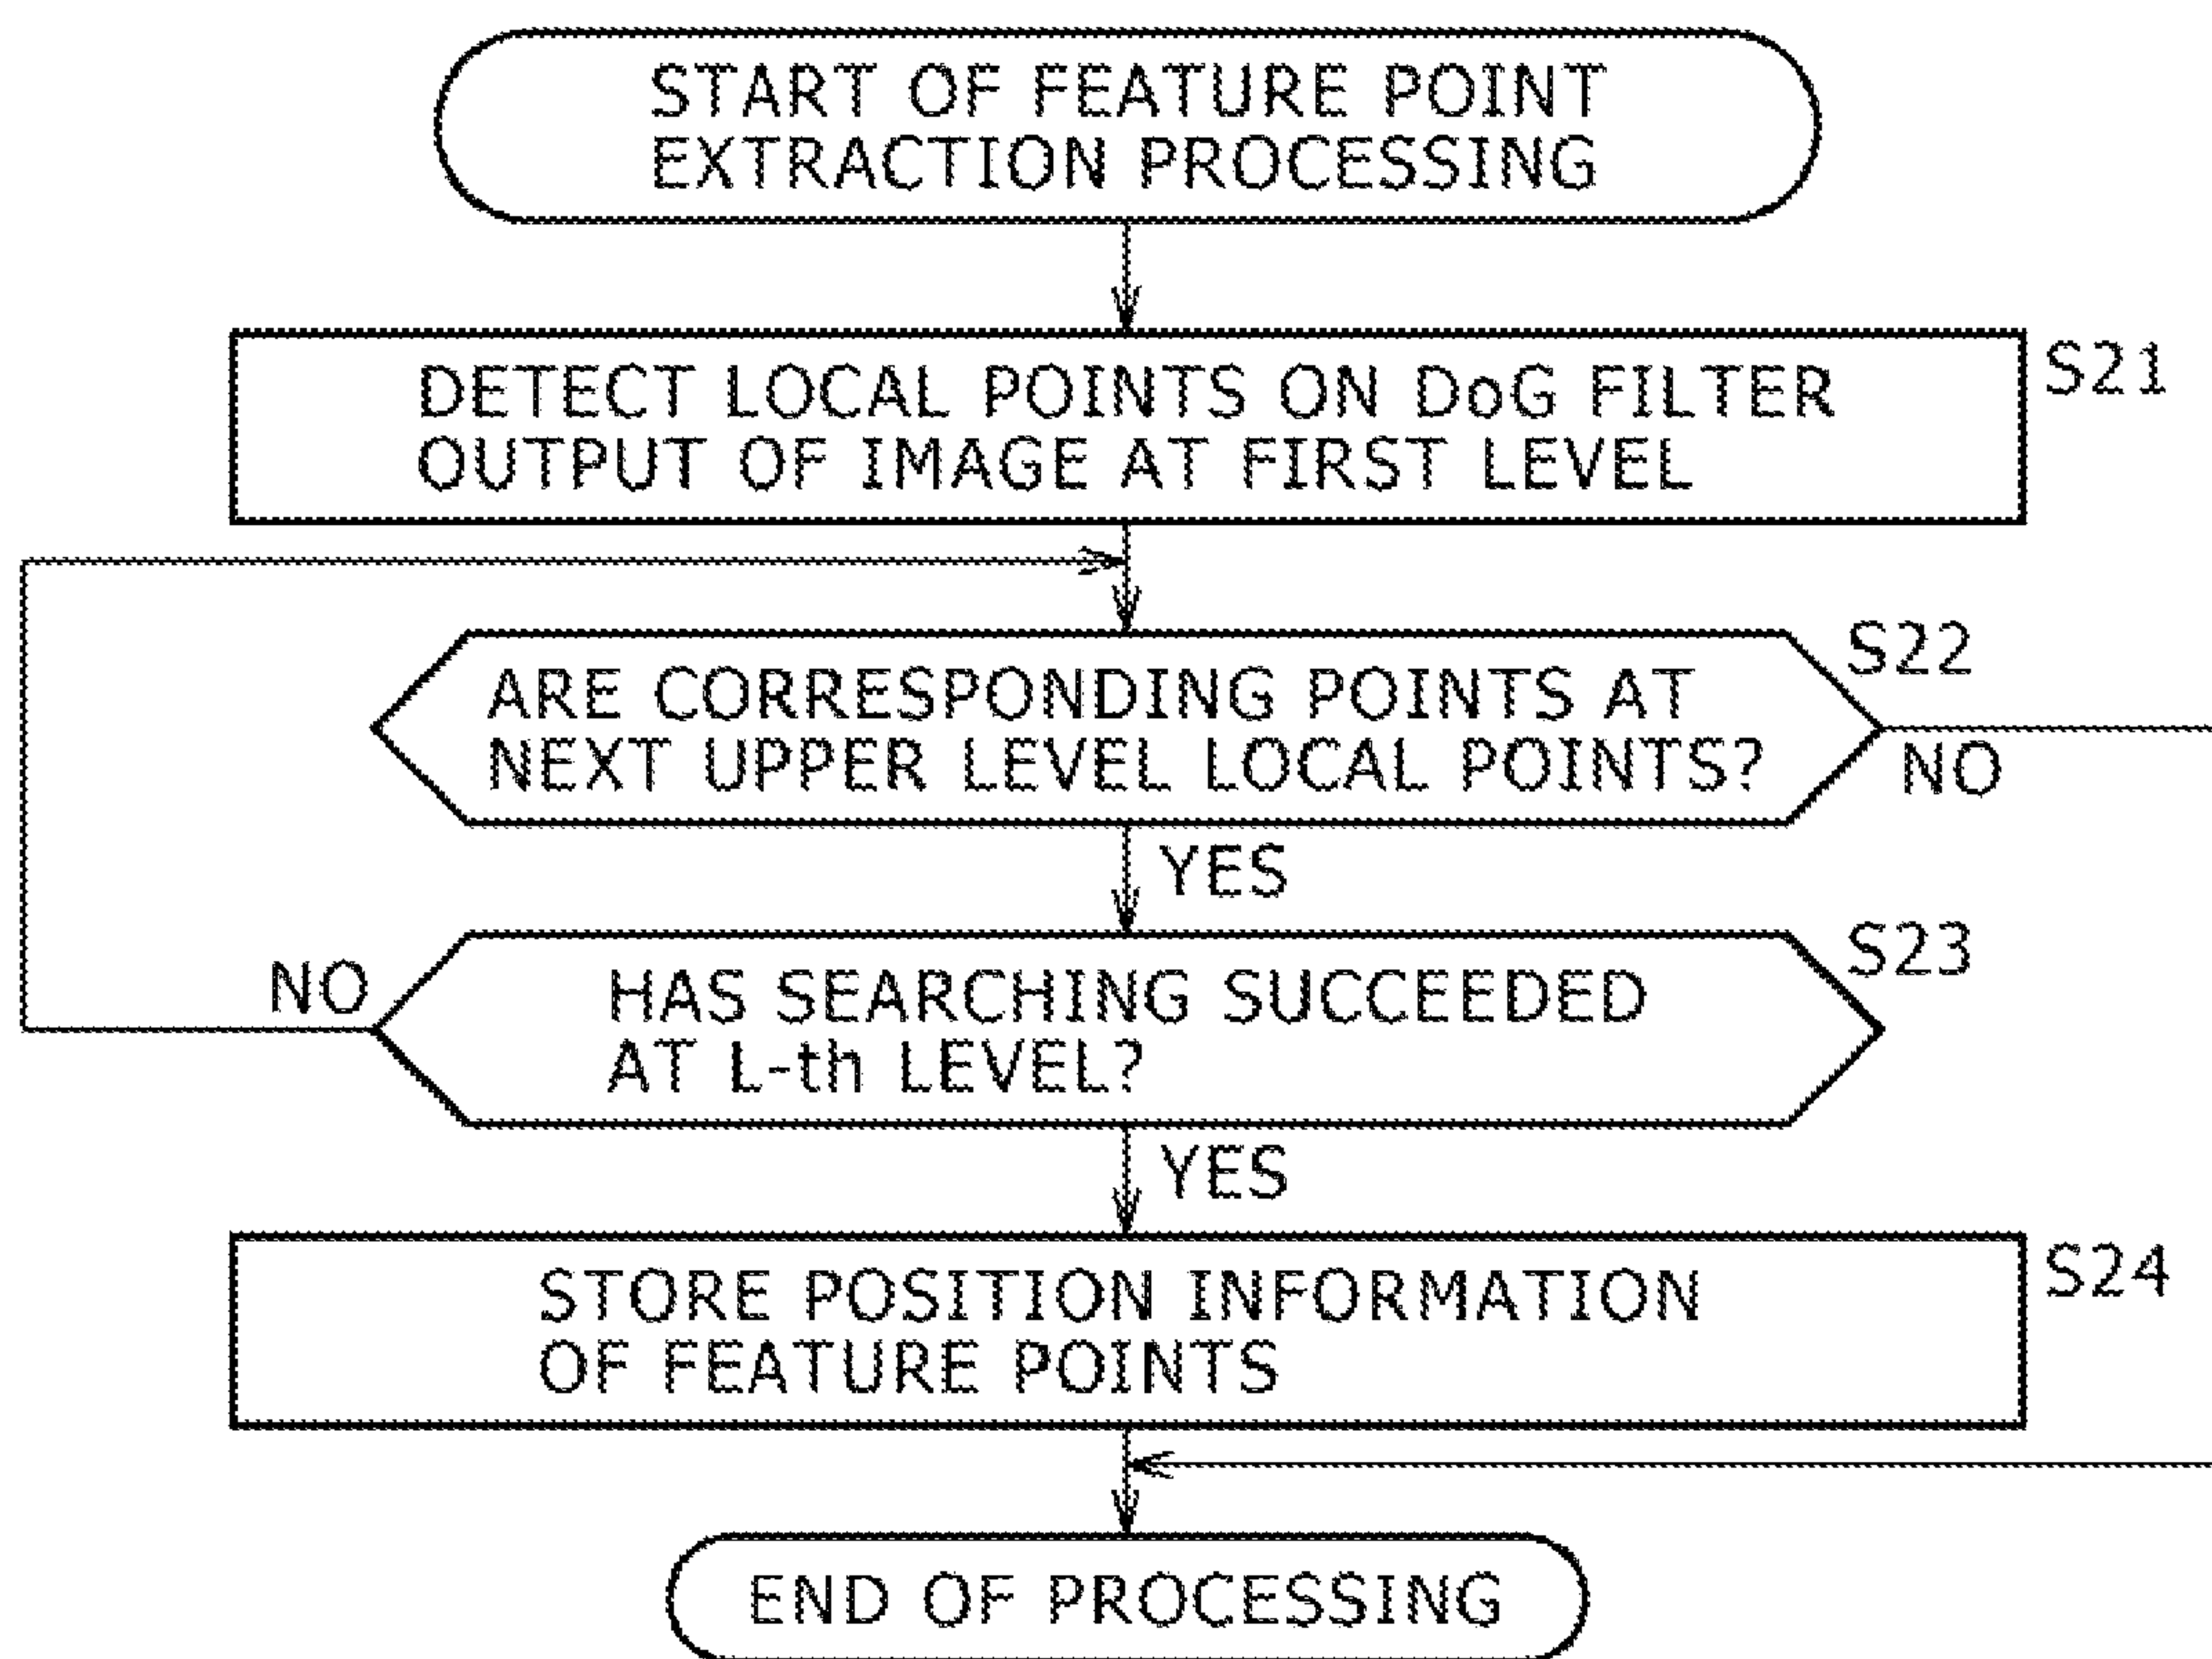 START OF FEATURE POINT
EXTRACTION PROCESSING
DETECT LOCAL POINTS ON DoG FILTER
OUTPUT OF IMAGE AT FIRST LEVEL
S21
ARE CORRESPONDING POINTS AT
NEXT UPPER LEVEL LOCAL POINTS?
S22
NO
YES
HAS SEARCHING SUCCEEDED
AT L-th LEVEL?
S23
NO
YES
STORE POSITION INFORMATION
OF FEATURE POINTS
S24
END OF PROCESSING